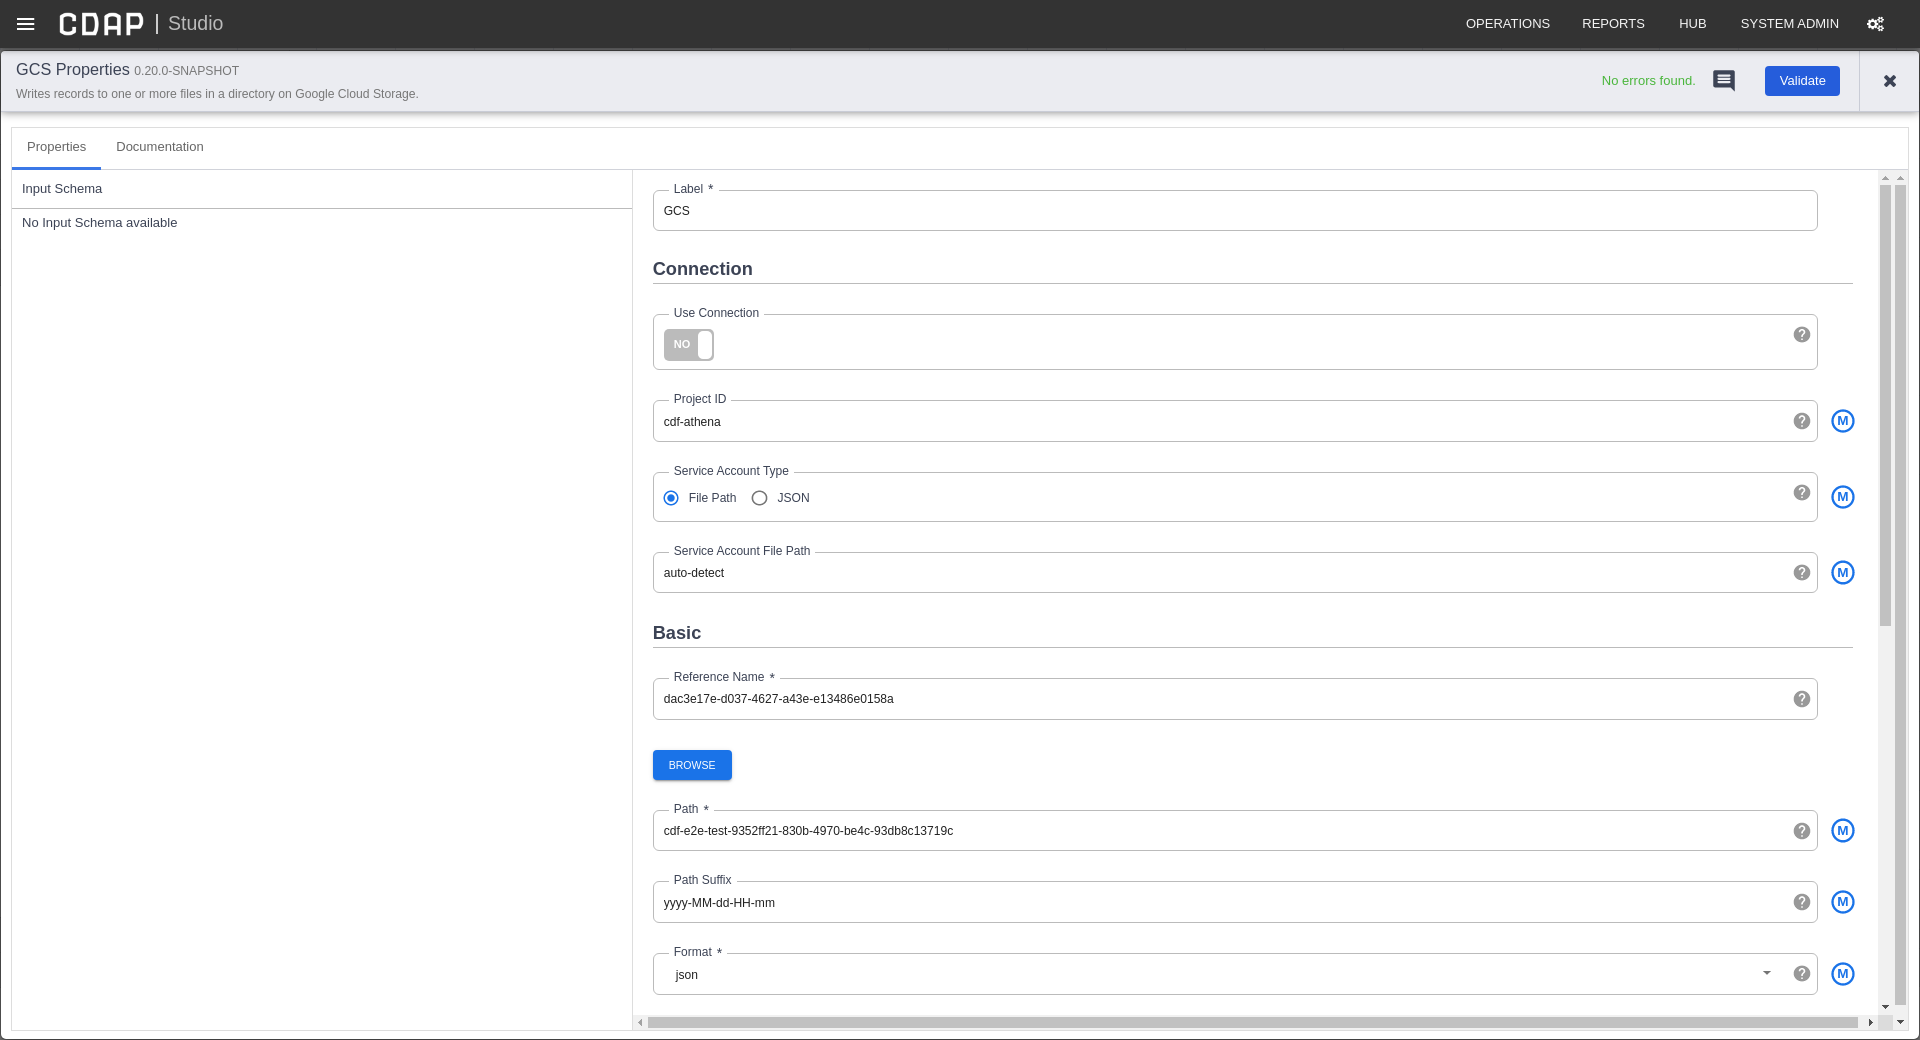 CDAP | Studio
OPERATIONS REPORTS HUB SYSTEM ADMIN
GCS Properties 0.20.0-SNAPSHOT
Writes records to one or more files in a directory on Google Cloud Storage.
No errors found.
Validate
Properties Documentation
Input Schema
No Input Schema available
Label *
GCS
Connection
Use Connection
NO
Project ID
cdf-athena
M
Service Account Type
File Path JSON
M
Service Account File Path
auto-detect
M
Basic
Reference Name *
dac3e17e-d037-4627-a43e-e13486e0158a
BROWSE
Path *
cdf-e2e-test-9352ff21-830b-4970-be4c-93db8c13719c
M
Path Suffix
yyyy-MM-dd-HH-mm
M
Format *
json
M